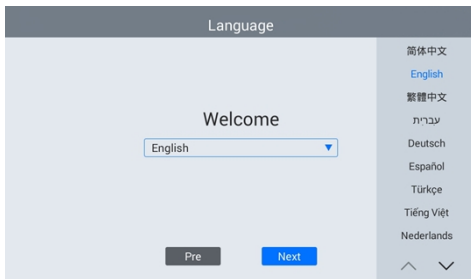 Language
Welcome
English
Pre
Next
简体中文
English
繁體中文
עברית
Deutsch
Español
Türkçe
Tiếng Việt
Nederlands